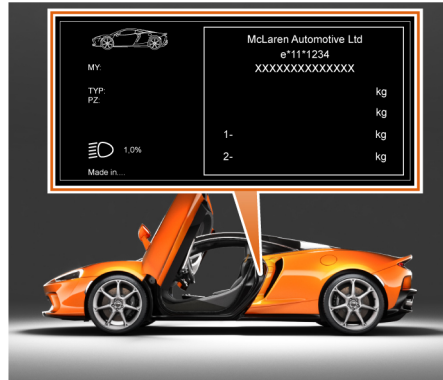 McLaren Automotive Ltd
e*11*1234
XXXXXXXXXXXXXX
MY:
TYP:
PZ:
kg
kg
1- kg
2- kg
1,0%
Made in...